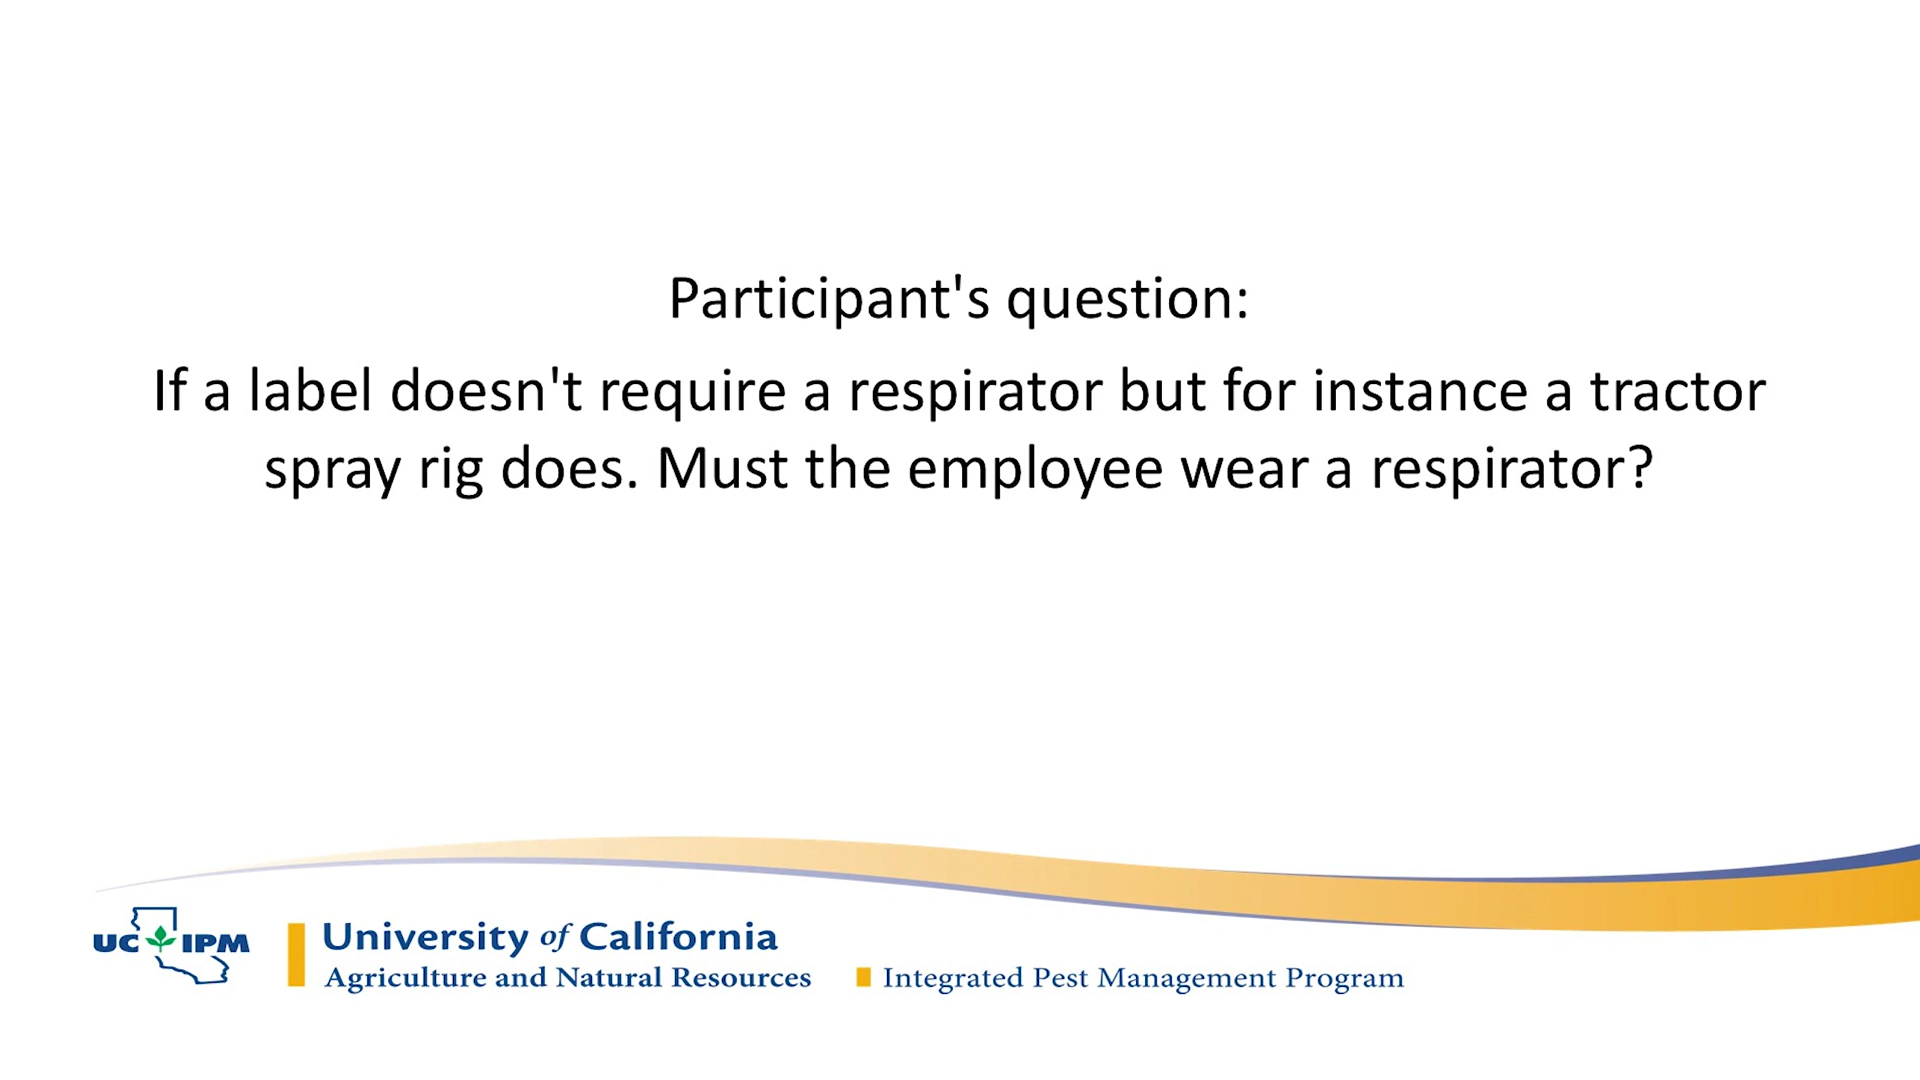 Participant's question:
If a label doesn't require a respirator but for instance a tractor
spray rig does. Must the employee wear a respirator?
UC IPM
University of California
Agriculture and Natural Resources
Integrated Pest Management Program